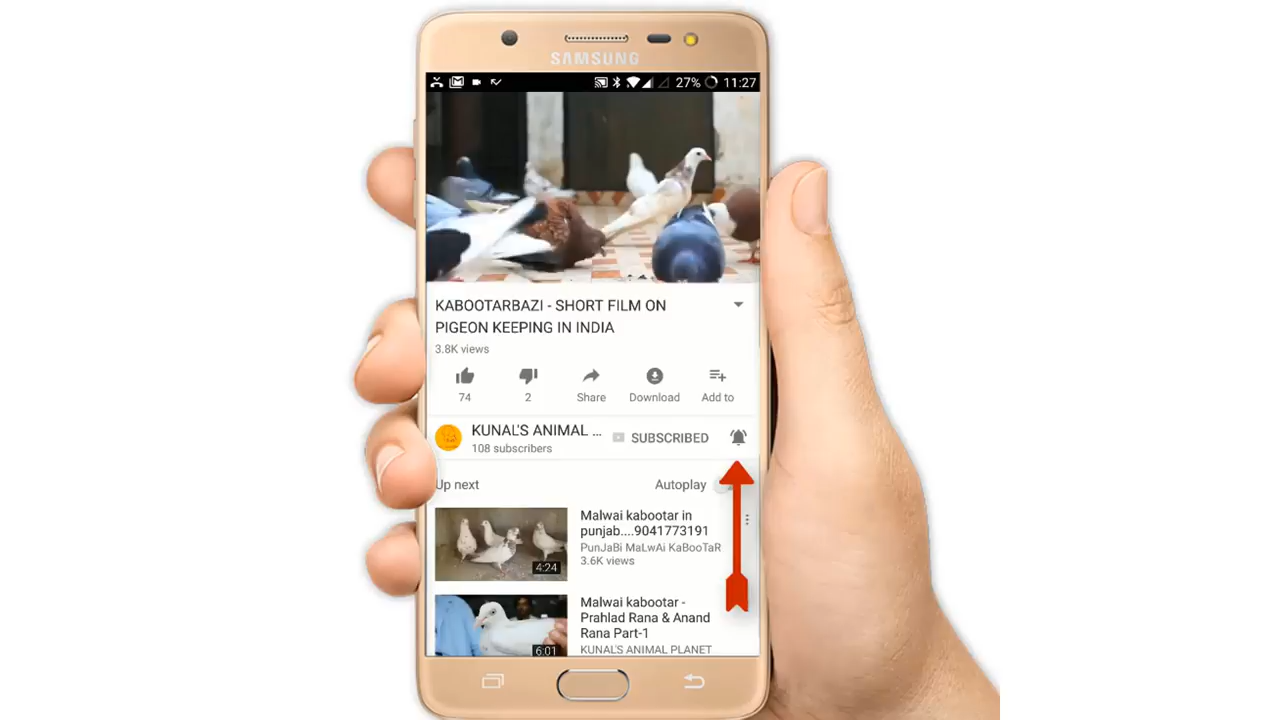 SAMSUNG
27% 11:27
KABOOTARBAZI - SHORT FILM ON
PIGEON KEEPING IN INDIA
3.8K views
74
2
Share
Download
Add to
KUNAL'S ANIMAL ...
108 subscribers
SUBSCRIBED
Up next
Autoplay
Malwai kabootar in
punjab....9041773191
PunJaBi MaLwAi KaBooTaR
3.6K views
4:24
Malwai kabootar -
Prahlad Rana & Anand
Rana Part-1
KUNAL'S ANIMAL PLANET
6:01